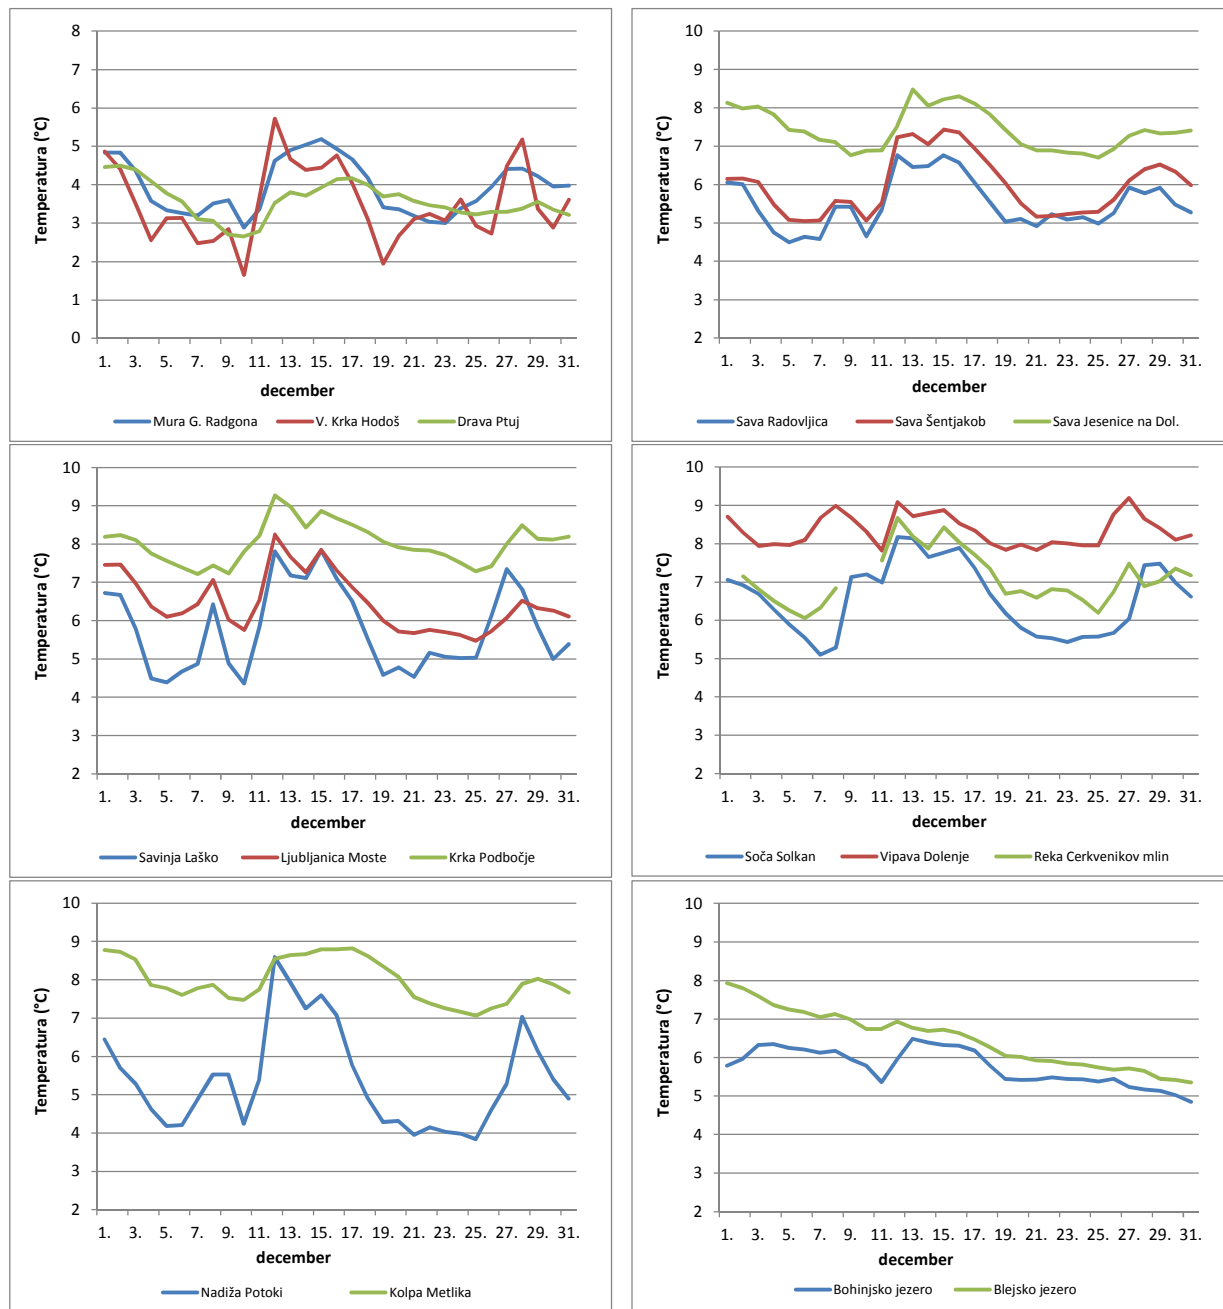 Temperatura (°C)
8
7
6
5
4
3
2
1
0
1. 3. 5. 7. 9. 11. 13. 15. 17. 19. 21. 23. 25. 27. 29. 31.
december
Mura G. Radgona V. Krka Hodoš Drava Ptuj
Temperatura (°C)
10
9
8
7
6
5
4
3
2
1. 3. 5. 7. 9. 11. 13. 15. 17. 19. 21. 23. 25. 27. 29. 31.
december
Sava Radovljica Sava Šentjakob Sava Jesenice na Dol.
Temperatura (°C)
10
9
8
7
6
5
4
3
2
1. 3. 5. 7. 9. 11. 13. 15. 17. 19. 21. 23. 25. 27. 29. 31.
december
Savinja Laško Ljubljanica Moste Krka Podbočje
Temperatura (°C)
10
9
8
7
6
5
4
3
2
1. 3. 5. 7. 9. 11. 13. 15. 17. 19. 21. 23. 25. 27. 29. 31.
december
Soča Solkan Vipava Dolenje Reka Cerkvenikov mlin
Temperatura (°C)
10
9
8
7
6
5
4
3
2
1. 3. 5. 7. 9. 11. 13. 15. 17. 19. 21. 23. 25. 27. 29. 31.
december
Nadiža Potoki Kolpa Metlika
Temperatura (°C)
10
9
8
7
6
5
4
3
2
1. 3. 5. 7. 9. 11. 13. 15. 17. 19. 21. 23. 25. 27. 29. 31.
december
Bohinjsko jezero Blejsko jezero